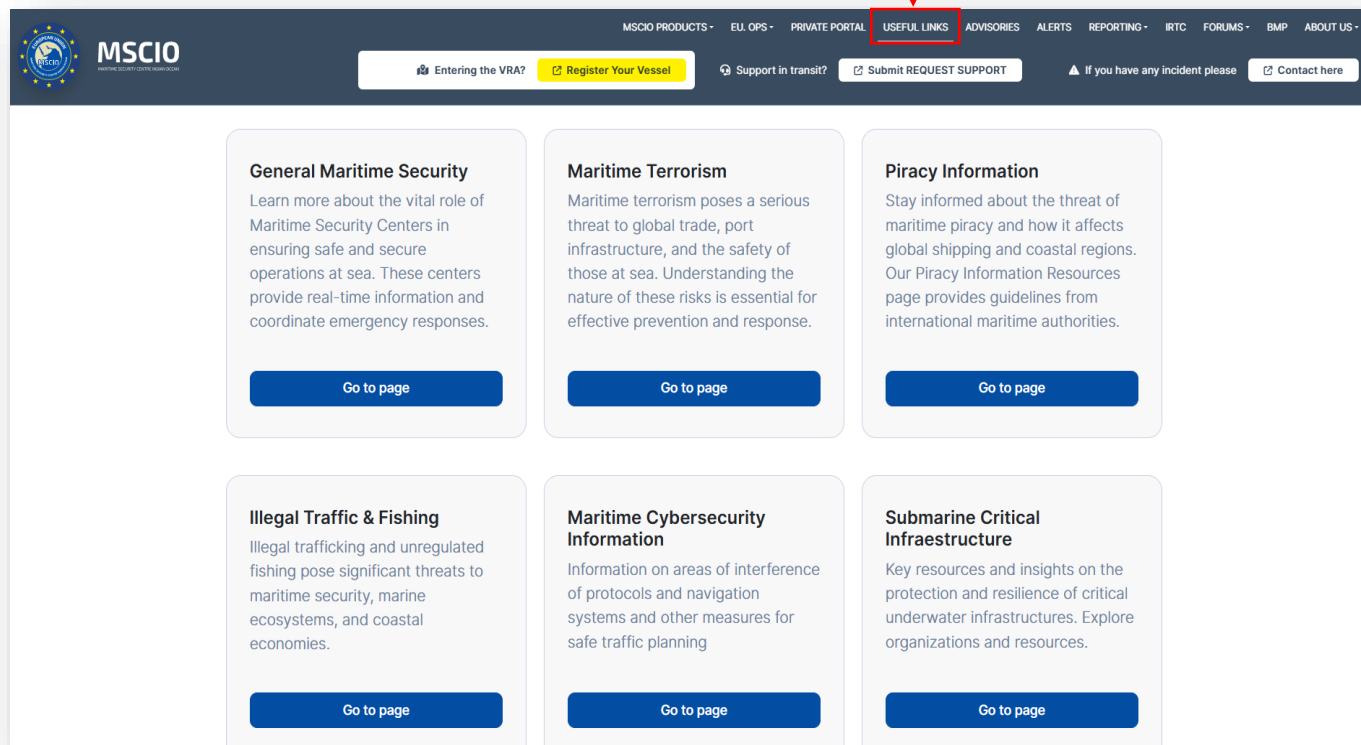 MSCIO PRODUCTS EU. OPS PRIVATE PORTAL USEFUL LINKS ADVISORIES ALERTS REPORTING IRTC FORUMS BMP ABOUT US
EUROPEAN UNION
MSCIO
MSCIO
MARITIME SECURITY CENTRE INDIAN OCEAN
Entering the VRA? Register Your Vessel Support in transit? Submit REQUEST SUPPORT If you have any incident please Contact here
General Maritime Security
Learn more about the vital role of
Maritime Security Centers in
ensuring safe and secure
operations at sea. These centers
provide real-time information and
coordinate emergency responses.
Go to page
Maritime Terrorism
Maritime terrorism poses a serious
threat to global trade, port
infrastructure, and the safety of
those at sea. Understanding the
nature of these risks is essential for
effective prevention and response.
Go to page
Piracy Information
Stay informed about the threat of
maritime piracy and how it affects
global shipping and coastal regions.
Our Piracy Information Resources
page provides guidelines from
international maritime authorities.
Go to page
Illegal Traffic & Fishing
Illegal trafficking and unregulated
fishing pose significant threats to
maritime security, marine
ecosystems, and coastal
economies.
Go to page
Maritime Cybersecurity
Information
Information on areas of interference
of protocols and navigation
systems and other measures for
safe traffic planning
Go to page
Submarine Critical
Infraestructure
Key resources and insights on the
protection and resilience of critical
underwater infrastructures. Explore
organizations and resources.
Go to page